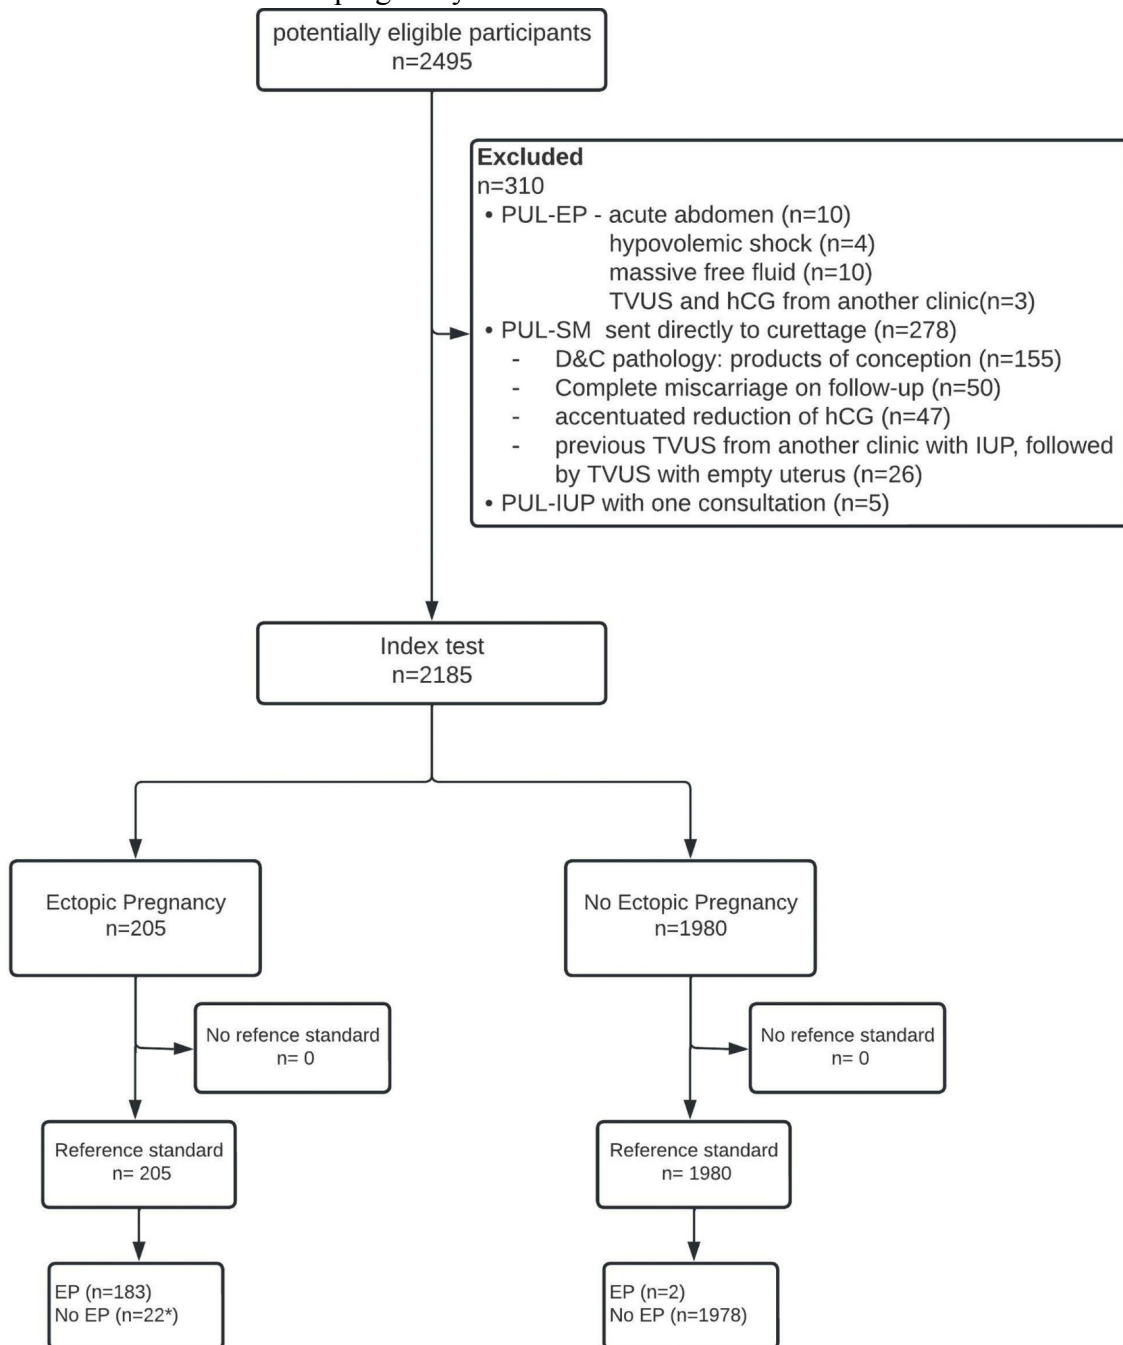 potentially eligible participants
n=2495
Excluded
n=310
• PUL-EP - acute abdomen (n=10)
hypovolemic shock (n=4)
massive free fluid (n=10)
TVUS and hCG from another clinic(n=3)
• PUL-SM sent directly to curettage (n=278)
- D&C pathology: products of conception (n=155)
- Complete miscarriage on follow-up (n=50)
- accentuated reduction of hCG (n=47)
- previous TVUS from another clinic with IUP, followed
by TVUS with empty uterus (n=26)
• PUL-IUP with one consultation (n=5)
Index test
n=2185
Ectopic Pregnancy
n=205
No Ectopic Pregnancy
n=1980
No refence standard
n= 0
No refence standard
n= 0
Reference standard
n= 205
Reference standard
n= 1980
EP (n=183)
No EP (n=22*)
EP (n=2)
No EP (n=1978)